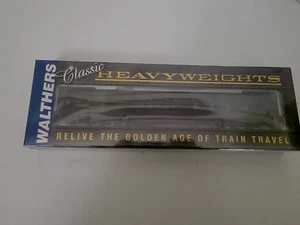 WALTHERS
Classic
HEAVYWEIGHTS
RELIVE THE GOLDEN AGE OF TRAIN TRAVEL